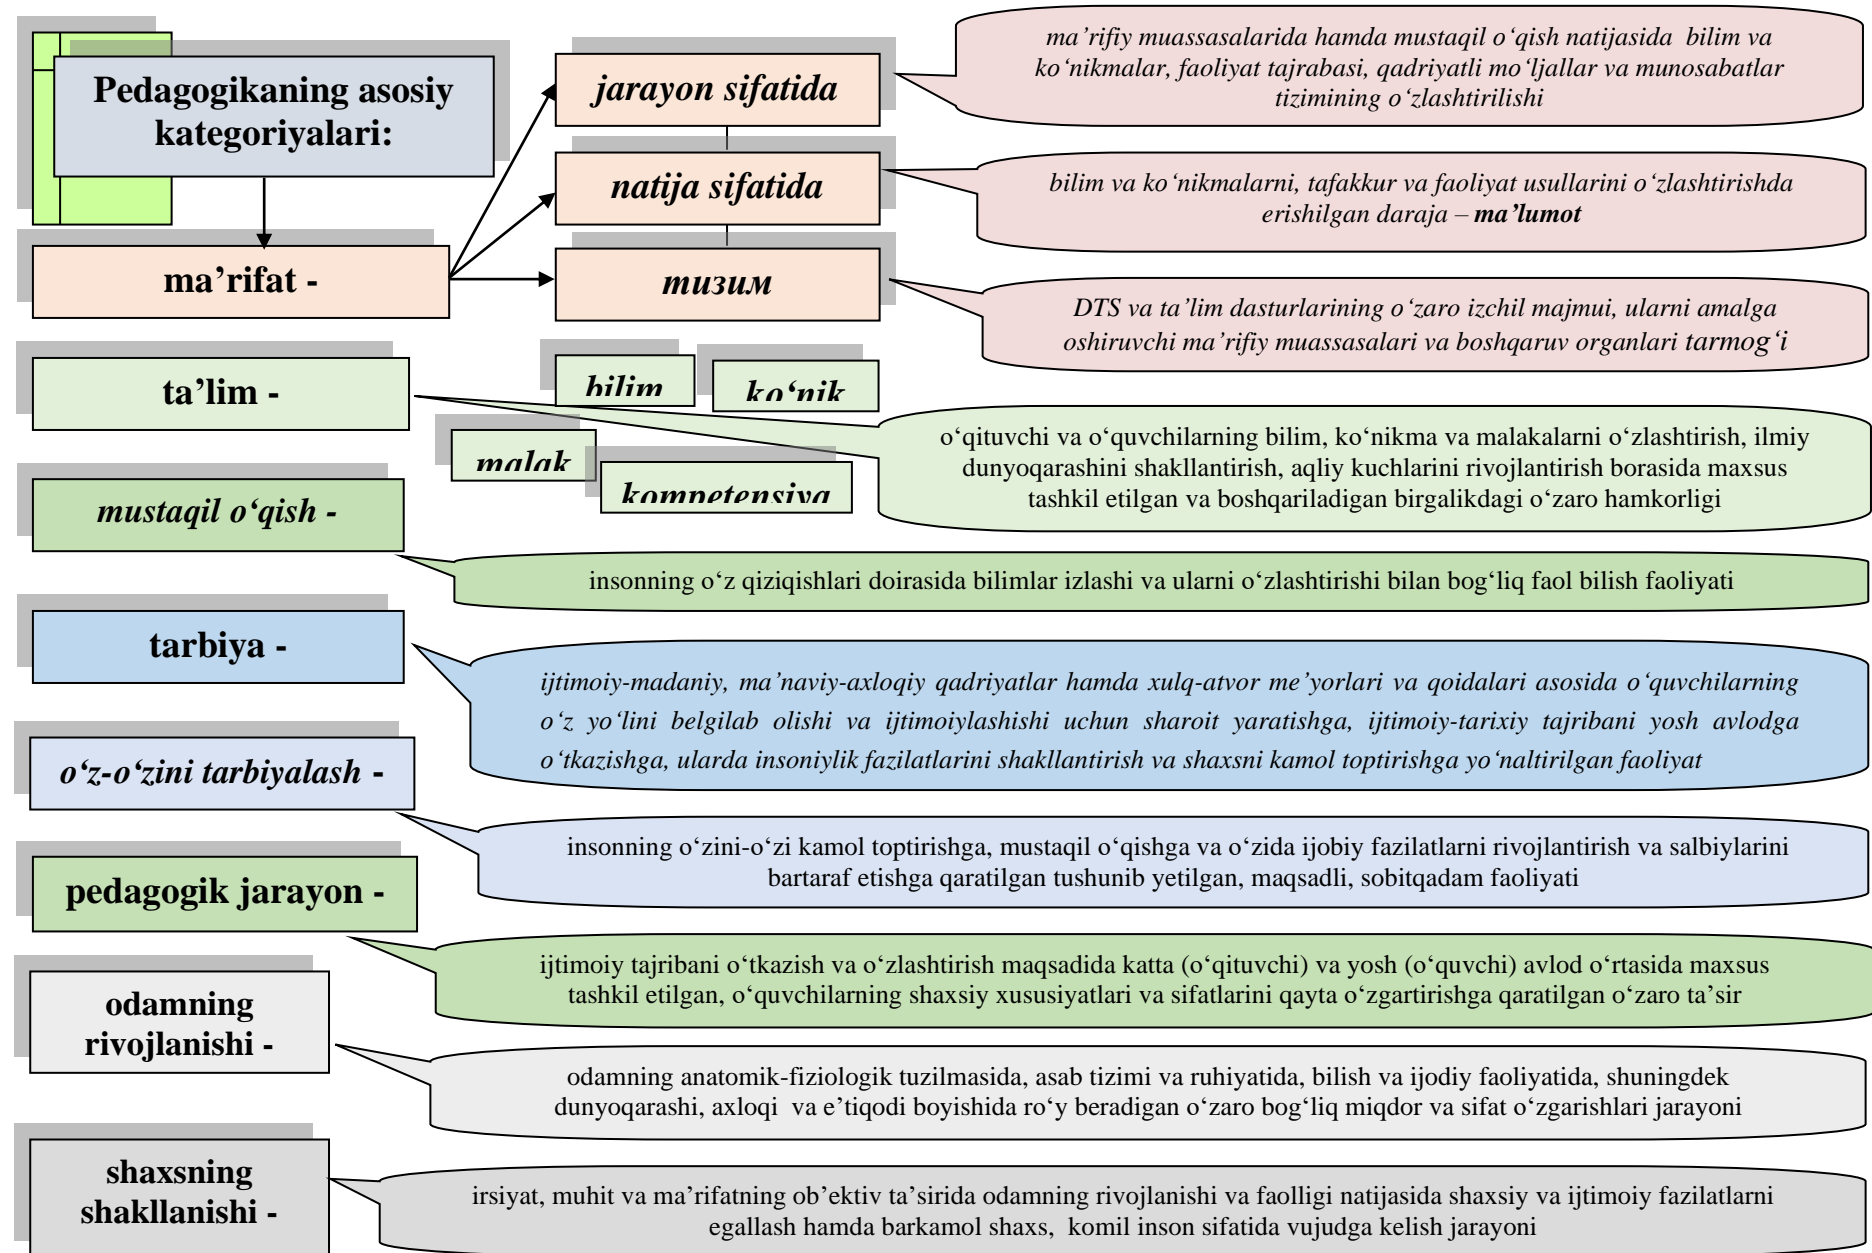 Pedagogikaning asosiy
kategoriyalari:
jarayon sifatida
ma’rifiy muassasalarida hamda mustaqil o‘qish natijasida bilim va
ko‘nikmalar, faoliyat tajrabasi, qadriyatli mo‘ljallar va munosabatlar
tizimining o‘zlashtirilishi
natija sifatida
bilim va ko‘nikmalarni, tafakkur va faoliyat usullarini o‘zlashtirishda
erishilgan daraja – ma’lumot
ma’rifat -
тизим
DTS va ta’lim dasturlarining o‘zaro izchil majmui, ularni amalga
oshiruvchi ma’rifiy muassasalari va boshqaruv organlari tarmog‘i
ta’lim -
bilim
ko‘nik
malak
kompetensiya
o‘qituvchi va o‘quvchilarning bilim, ko‘nikma va malakalarni o‘zlashtirish, ilmiy
dunyoqarashini shakllantirish, aqliy kuchlarini rivojlantirish borasida maxsus
tashkil etilgan va boshqariladigan birgalikdagi o‘zaro hamkorligi
mustaqil o‘qish -
insonning o‘z qiziqishlari doirasida bilimlar izlashi va ularni o‘zlashtirishi bilan bog‘liq faol bilish faoliyati
tarbiya -
ijtimoiy-madaniy, ma’naviy-axloqiy qadriyatlar hamda xulq-atvor me’yorlari va qoidalari asosida o‘quvchilarning
o‘z yo‘lini belgilab olishi va ijtimoiylashishi uchun sharoit yaratishga, ijtimoiy-tarixiy tajribani yosh avlodga
o‘tkazishga, ularda insoniylik fazilatlarini shakllantirish va shaxsni kamol toptirishga yo‘naltirilgan faoliyat
o‘z-o‘zini tarbiyalash -
insonning o‘zini-o‘zi kamol toptirishga, mustaqil o‘qishga va o‘zida ijobiy fazilatlarni rivojlantirish va salbiylarini
bartaraf etishga qaratilgan tushunib yetilgan, maqsadli, sobitqadam faoliyati
pedagogik jarayon -
ijtimoiy tajribani o‘tkazish va o‘zlashtirish maqsadida katta (o‘qituvchi) va yosh (o‘quvchi) avlod o‘rtasida maxsus
tashkil etilgan, o‘quvchilarning shaxsiy xususiyatlari va sifatlarini qayta o‘zgartirishga qaratilgan o‘zaro ta’sir
odamning
rivojlanishi -
odamning anatomik-fiziologik tuzilmasida, asab tizimi va ruhiyatida, bilish va ijodiy faoliyatida, shuningdek
dunyoqarashi, axloqi va e’tiqodi boyishida ro‘y beradigan o‘zaro bog‘liq miqdor va sifat o‘zgarishlari jarayoni
shaxsning
shakllanishi -
irsiyat, muhit va ma’rifatning ob’ektiv ta’sirida odamning rivojlanishi va faolligi natijasida shaxsiy va ijtimoiy fazilatlarni
egallash hamda barkamol shaxs, komil inson sifatida vujudga kelish jarayoni